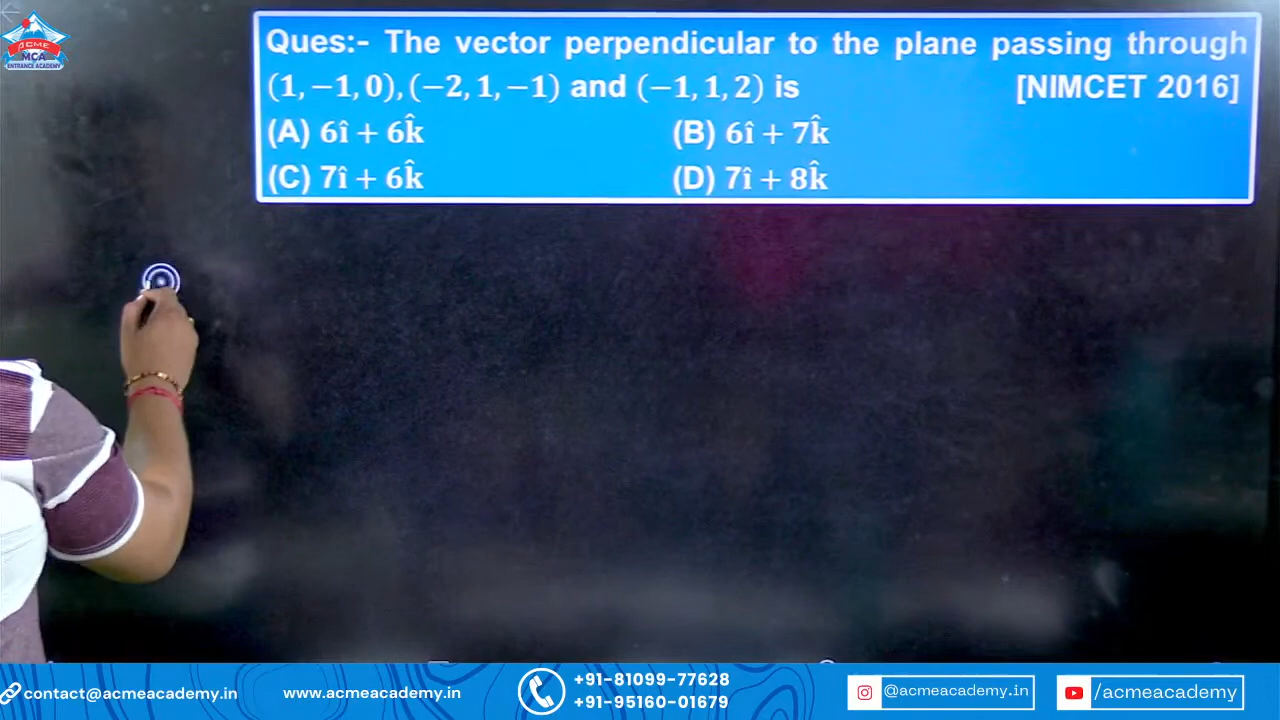 ACME
MCA
ENTRANCE ACADEMY
Ques:- The vector perpendicular to the plane passing through
(1, −1, 0), (−2, 1, −1) and (−1, 1, 2) is [NIMCET 2016]
(A) 6î + 6k̂ (B) 6î + 7k̂
(C) 7î + 6k̂ (D) 7î + 8k̂
contact@acmeacademy.in www.acmeacademy.in +91-81099-77628 @acmeacademy.in /acmeacademy
+91-95160-01679